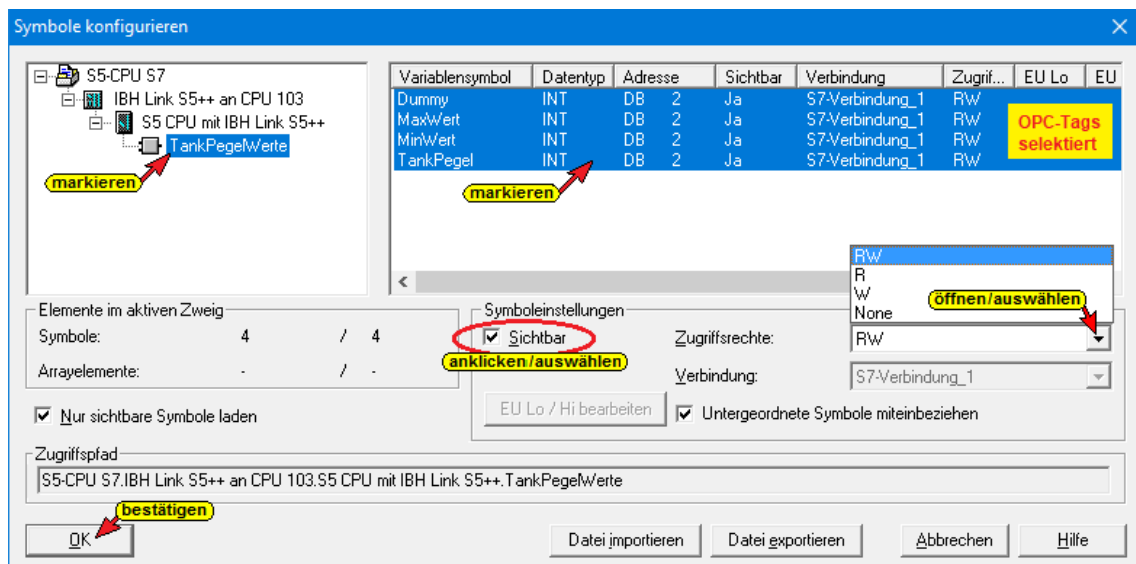 Symbole konfigurieren
S5-CPU S7
IBH Link S5++ an CPU 103
S5 CPU mit IBH Link S5++
TankPegelWerte
markieren
Variablensymbol Datentyp Adresse Sichtbar Verbindung Zugrif... EU Lo EU
Dummy INT DB 2 Ja S7-Verbindung_1 RW
MaxWert INT DB 2 Ja S7-Verbindung_1 RW
MinWert INT DB 2 Ja S7-Verbindung_1 RW
TankPegel INT DB 2 Ja S7-Verbindung_1 RW
OPC-Tags
selektiert
markieren
RW
R
W
None
öffnen/auswählen
Elemente im aktiven Zweig
Symbole: 4 / 4
Arrayelemente: - / -
Nur sichtbare Symbole laden
Symboleinstellungen
Sichtbar
anklicken/auswählen
Zugriffsrechte: RW
Verbindung: S7-Verbindung_1
EU Lo / Hi bearbeiten
Untergeordnete Symbole miteinbeziehen
Zugriffspfad
S5-CPU S7.IBH Link S5++ an CPU 103.S5 CPU mit IBH Link S5++.TankPegelWerte
bestätigen
OK
Datei importieren
Datei exportieren
Abbrechen
Hilfe